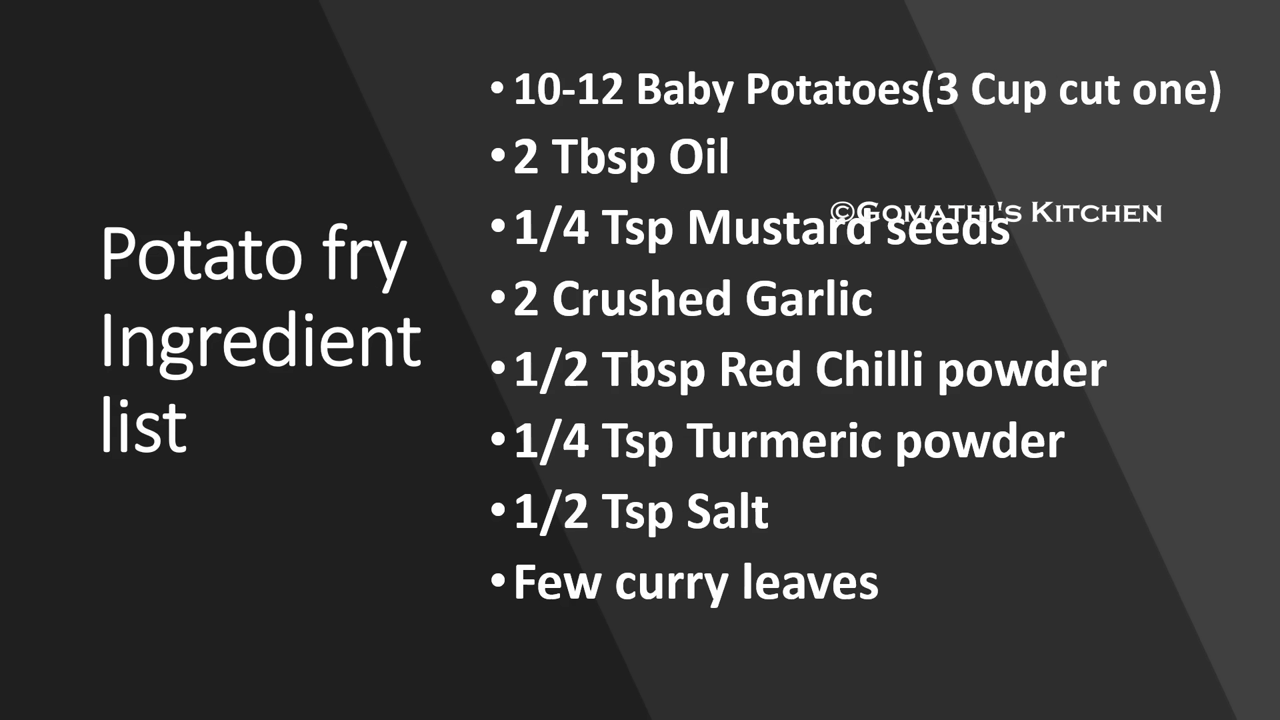 Potato fry
Ingredient
list
•10-12 Baby Potatoes(3 Cup cut one)
•2 Tbsp Oil
©Gomathi's Kitchen
•1/4 Tsp Mustard seeds
•2 Crushed Garlic
•1/2 Tbsp Red Chilli powder
•1/4 Tsp Turmeric powder
•1/2 Tsp Salt
•Few curry leaves